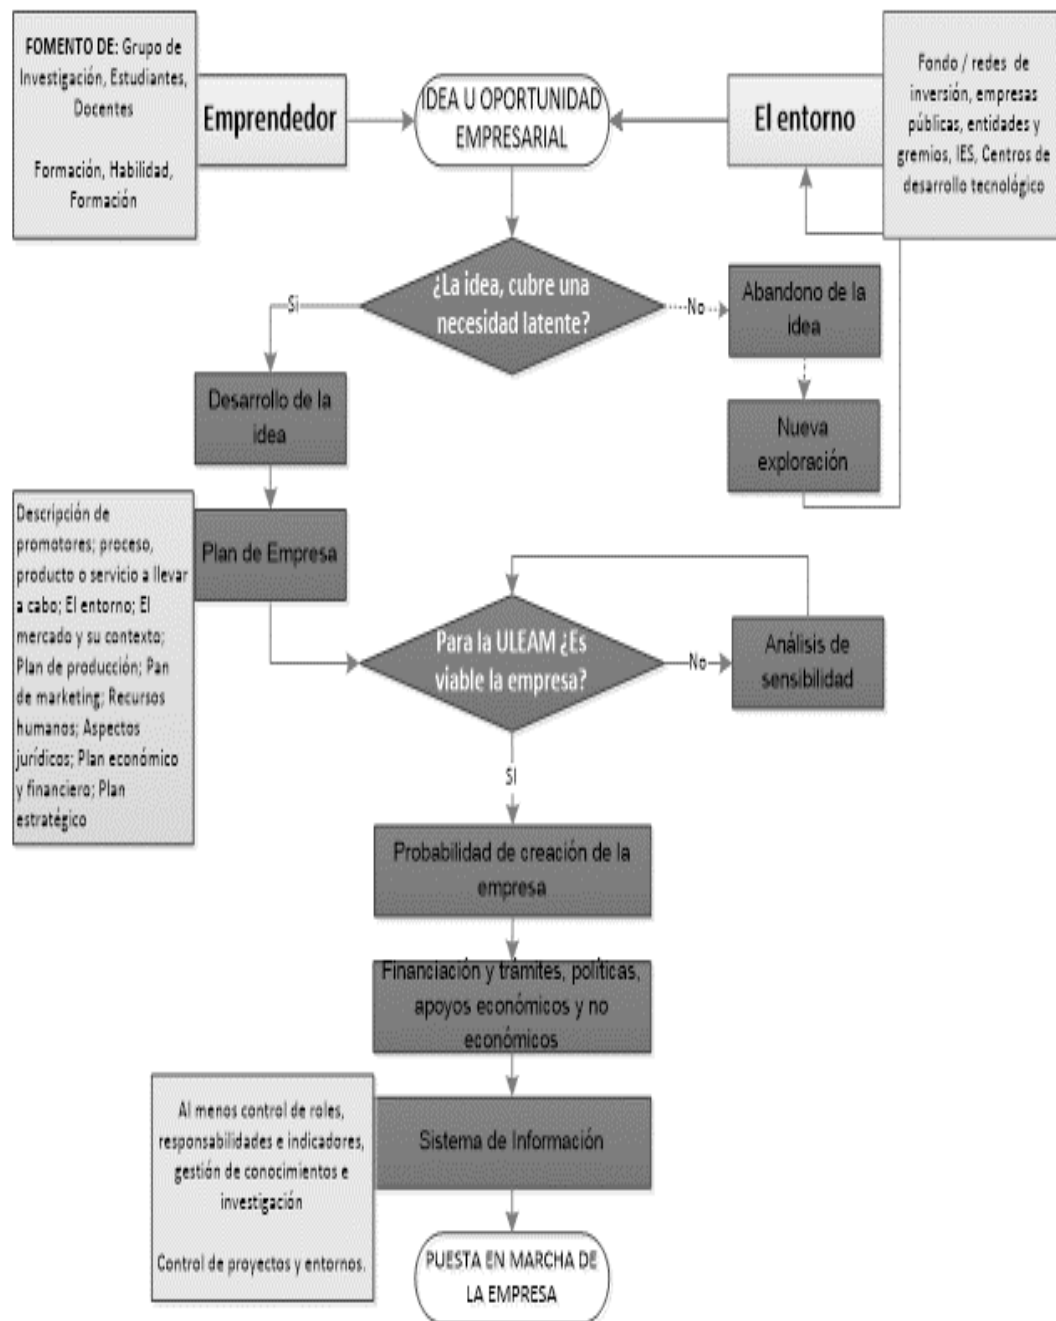 FOMENTO DE: Grupo de
Investigación, Estudiantes,
Docentes
Formación, Habilidad,
Formación
Emprendedor
IDEA U OPORTUNIDAD
EMPRESARIAL
El entorno
Fondo / redes de
inversión, empresas
públicas, entidades y
gremios, IES, Centros de
desarrollo tecnológico
¿La idea, cubre una
necesidad latente?
Si
No
Abandono de la
idea
Nueva
exploración
Desarrollo de la
idea
Plan de Empresa
Descripción de
promotores; proceso,
producto o servicio a llevar
a cabo; El entorno; El
mercado y su contexto;
Plan de producción; Pan
de marketing; Recursos
humanos; Aspectos
jurídicos; Plan económico
y financiero; Plan
estratégico
Para la ULEAM ¿Es
viable la empresa?
No
Análisis de
sensibilidad
SI
Probabilidad de creación de la
empresa
Financiación y trámites, políticas,
apoyos económicos y no
económicos
Sistema de Información
Al menos control de roles,
responsabilidades e indicadores,
gestión de conocimientos e
investigación
Control de proyectos y entornos.
PUESTA EN MARCHA DE
LA EMPRESA